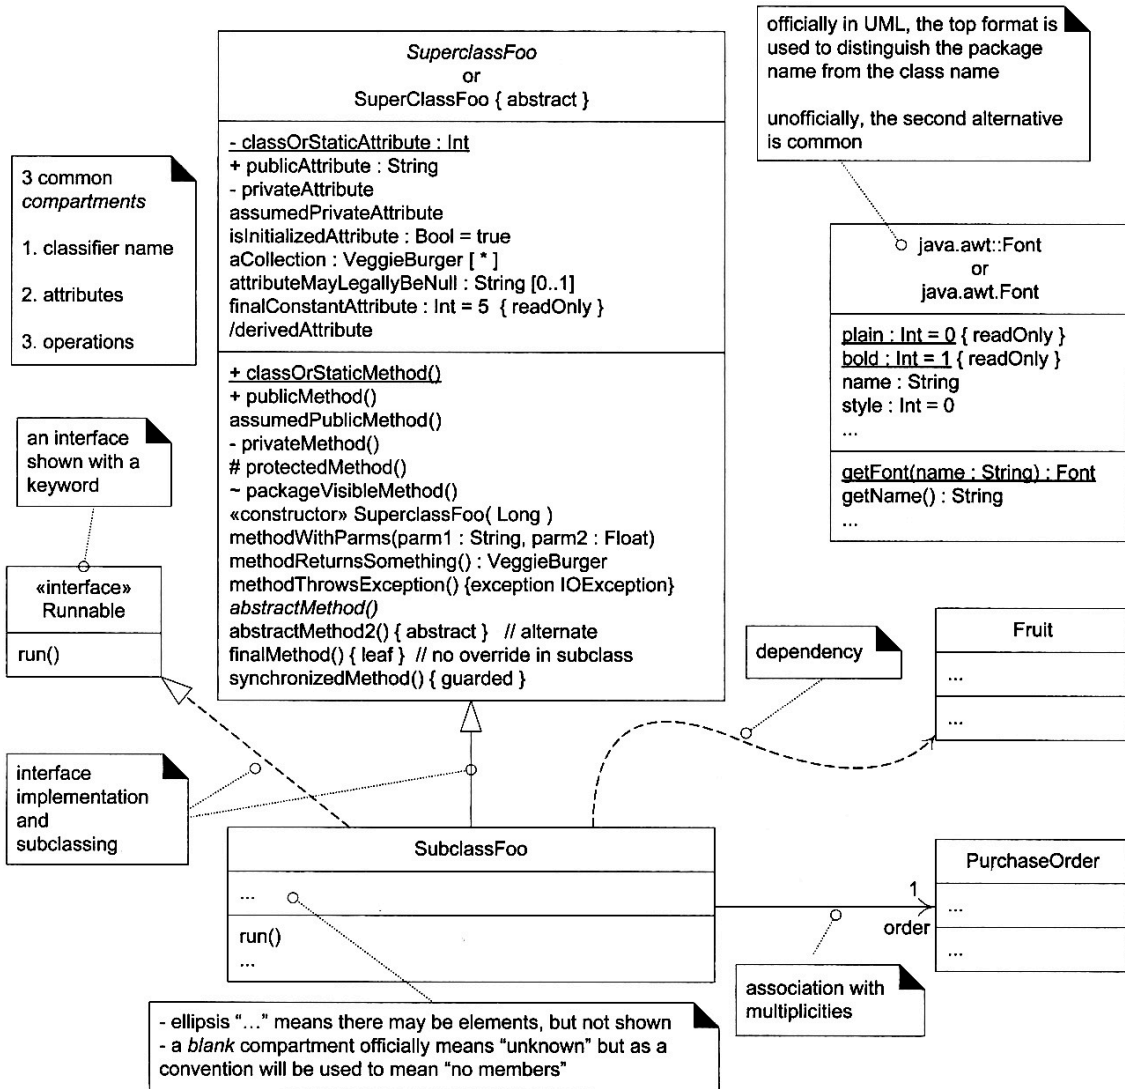 officially in UML, the top format is
used to distinguish the package
name from the class name
unofficially, the second alternative
is common
SuperclassFoo
or
SuperClassFoo { abstract }
- classOrStaticAttribute : Int
+ publicAttribute : String
- privateAttribute
assumedPrivateAttribute
isInitializedAttribute : Bool = true
aCollection : VeggieBurger [ * ]
attributeMayLegallyBeNull : String [0..1]
finalConstantAttribute : Int = 5 { readOnly }
/derivedAttribute
+ classOrStaticMethod()
+ publicMethod()
assumedPublicMethod()
- privateMethod()
# protectedMethod()
~ packageVisibleMethod()
«constructor» SuperclassFoo( Long )
methodWithParms(parm1 : String, parm2 : Float)
methodReturnsSomething() : VeggieBurger
methodThrowsException() {exception IOException}
abstractMethod()
abstractMethod2() { abstract } // alternate
finalMethod() { leaf } // no override in subclass
synchronizedMethod() { guarded }
3 common
compartments
1. classifier name
2. attributes
3. operations
java.awt::Font
or
java.awt.Font
plain : Int = 0 { readOnly }
bold : Int = 1 { readOnly }
name : String
style : Int = 0
...
getFont(name : String) : Font
getName() : String
...
an interface
shown with a
keyword
«interface»
Runnable
run()
dependency
Fruit
...
...
interface
implementation
and
subclassing
SubclassFoo
...
run()
...
1
order
PurchaseOrder
...
...
association with
multiplicities
- ellipsis “...” means there may be elements, but not shown
- a blank compartment officially means “unknown” but as a
convention will be used to mean “no members”